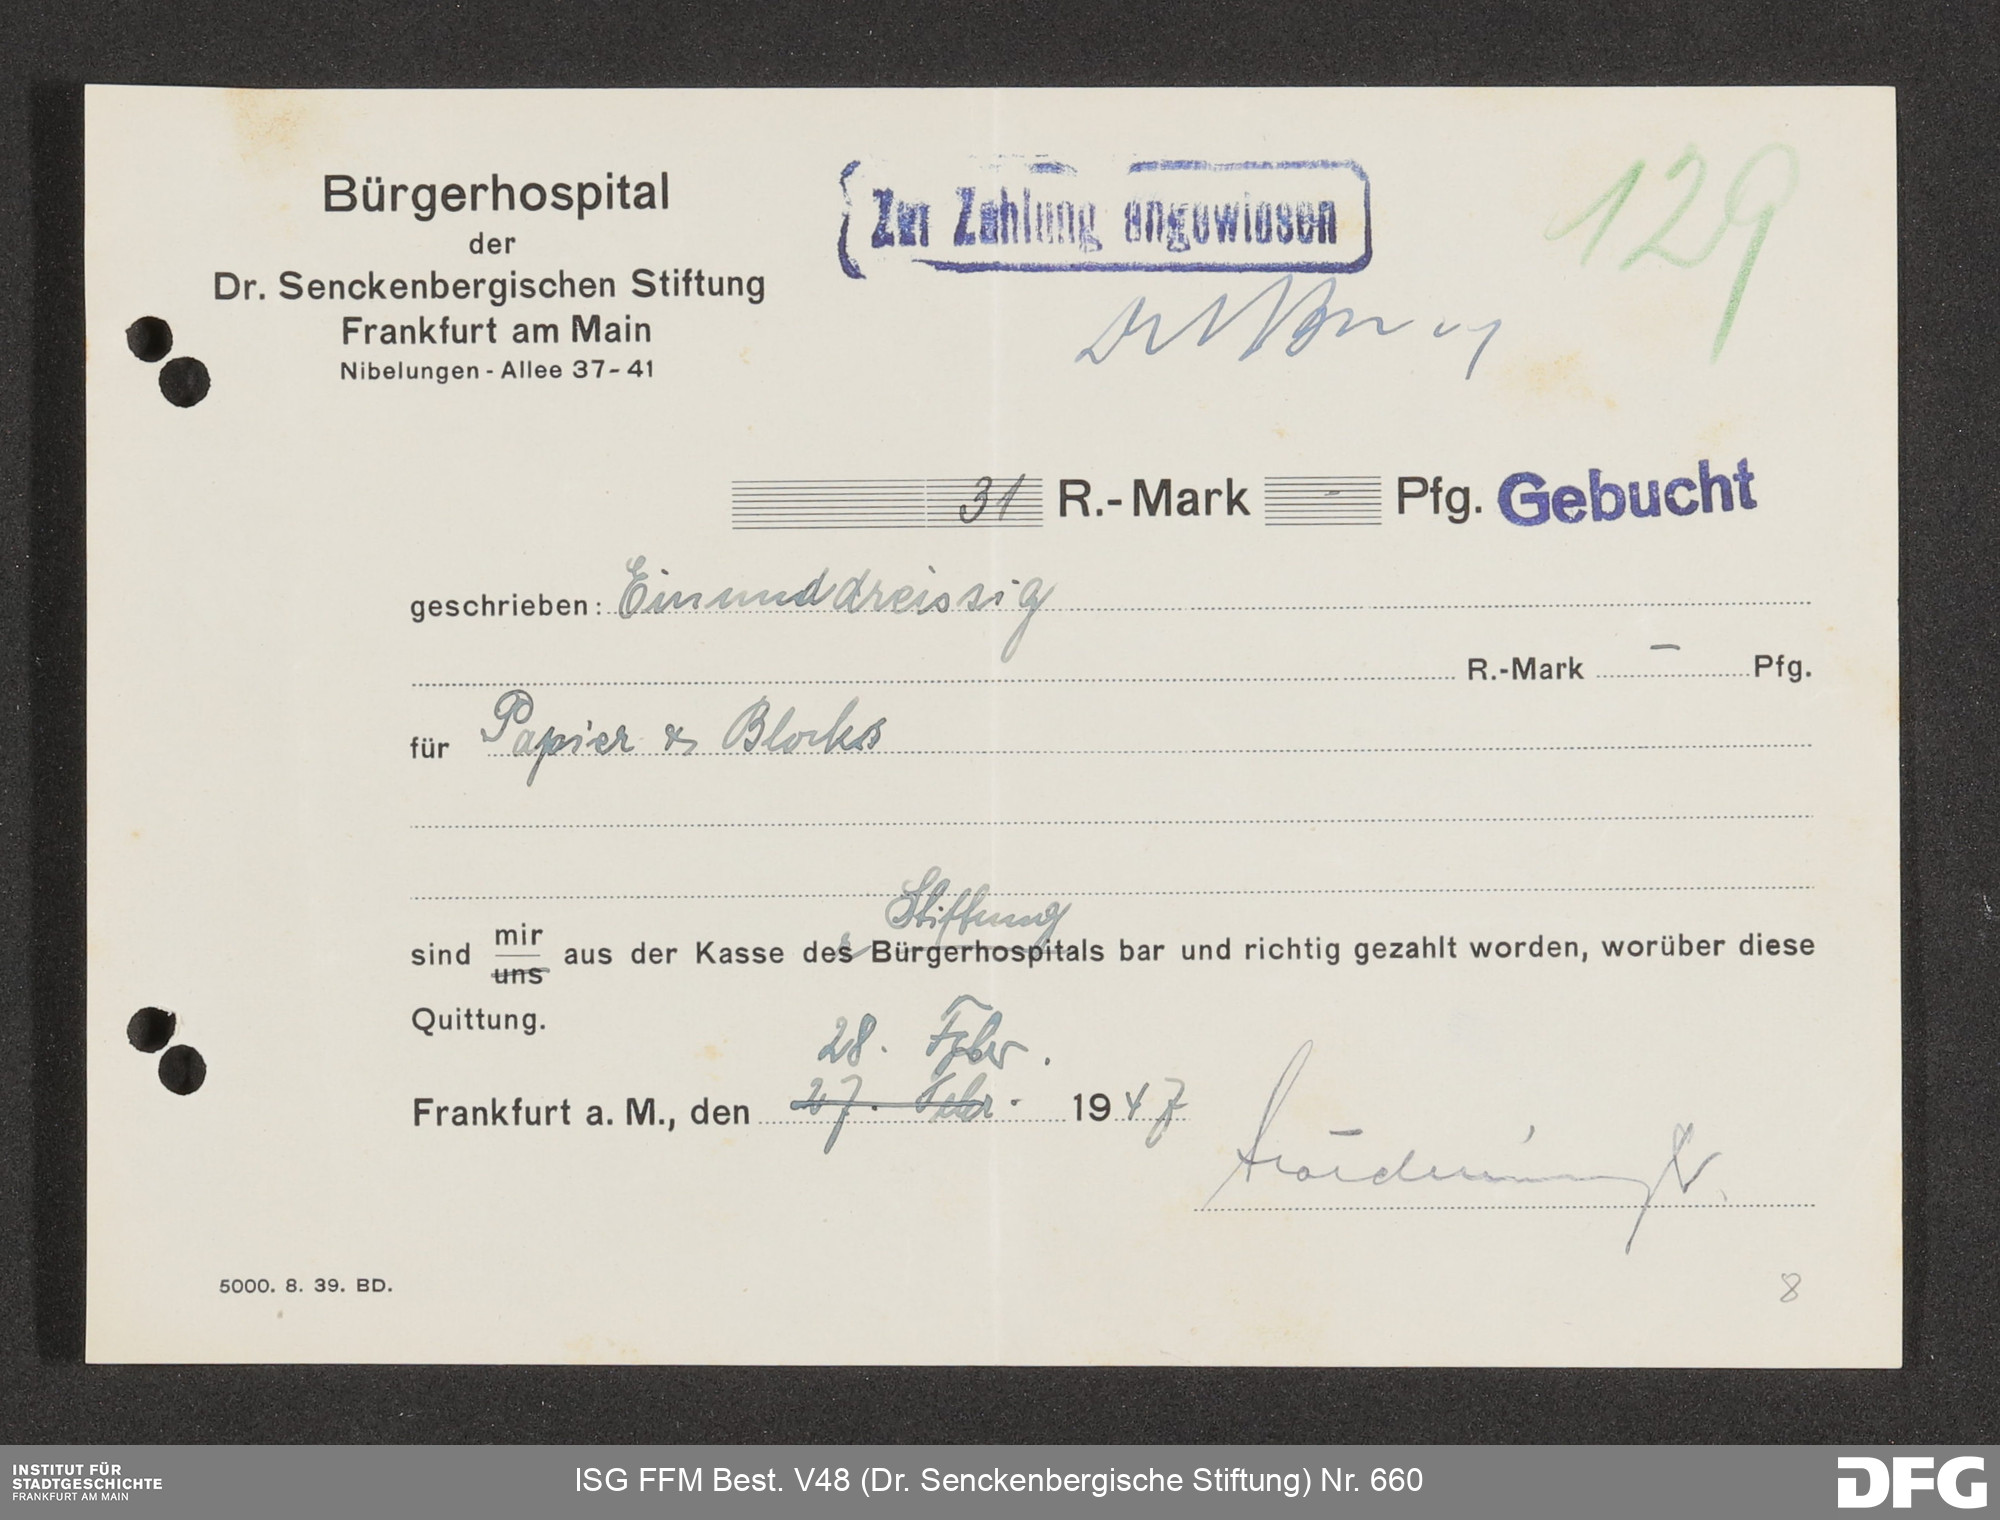 Bürgerhospital
der
Dr. Senckenbergischen Stiftung
Frankfurt am Main
Nibelungen-Allee 37-41
Zur Zahlung angewiesen
129
31 R.-Mark - Pfg. Gebucht
geschrieben: Einunddreissig
R.-Mark - Pfg.
für Papier & Blocks
Stiftung
sind mir aus der Kasse des Bürgerhospitals bar und richtig gezahlt worden, worüber diese
uns
Quittung.
28. Febr.
Frankfurt a. M., den 27. Febr. 1947
5000. 8. 39. BD.
8
INSTITUT FÜR
STADTGESCHICHTE
FRANKFURT AM MAIN
ISG FFM Best. V48 (Dr. Senckenbergische Stiftung) Nr. 660
DFG